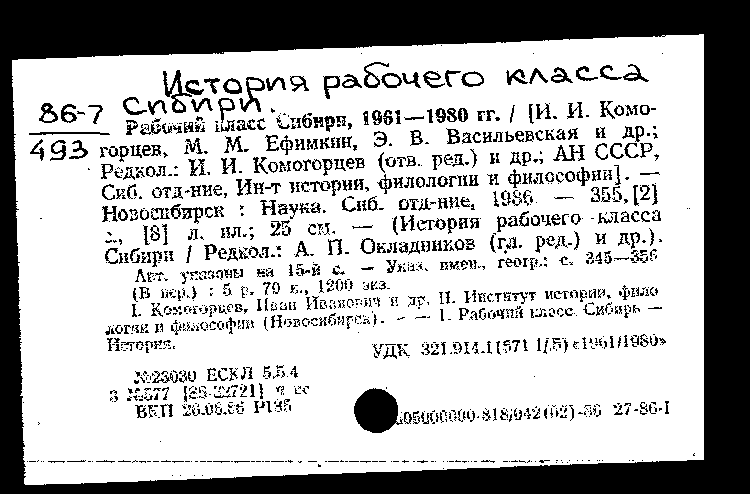 История рабочего класса
86-7 Сибири.
493
Рабочий класс Сибири, 1961—1980 гг. / [И. И. Комо-
горцев, М. М. Ефимкин, Э. В. Васильевская и др.;
Редкол.: И. И. Комогорцев (отв. ред.) и др.; АН СССР,
Сиб. отд-ние, Ин-т истории, филологии и философии]. —
Новосибирск : Наука. Сиб. отд-ние, 1986. — 355, [2]
с., [8] л. ил.; 25 см. — (История рабочего класса
Сибири / Редкол.: А. П. Окладников (гл. ред.) и др.).
Авт. указаны на 15-й с. — Указ. имен., геогр.: с. 345—356
(В пер.) : 5 р. 70 к., 1200 экз.
I. Комогорцев, Иван Иванович и др. II. Институт истории, фило
логии и философии (Новосибирск). — — 1. Рабочий класс. Сибирь —
История.
УДК 321.914.1(571.1/.5)«1961/1980»
№23030 ЕСКЛ 5.5.4
ВКП 26.06.86
27-86-I